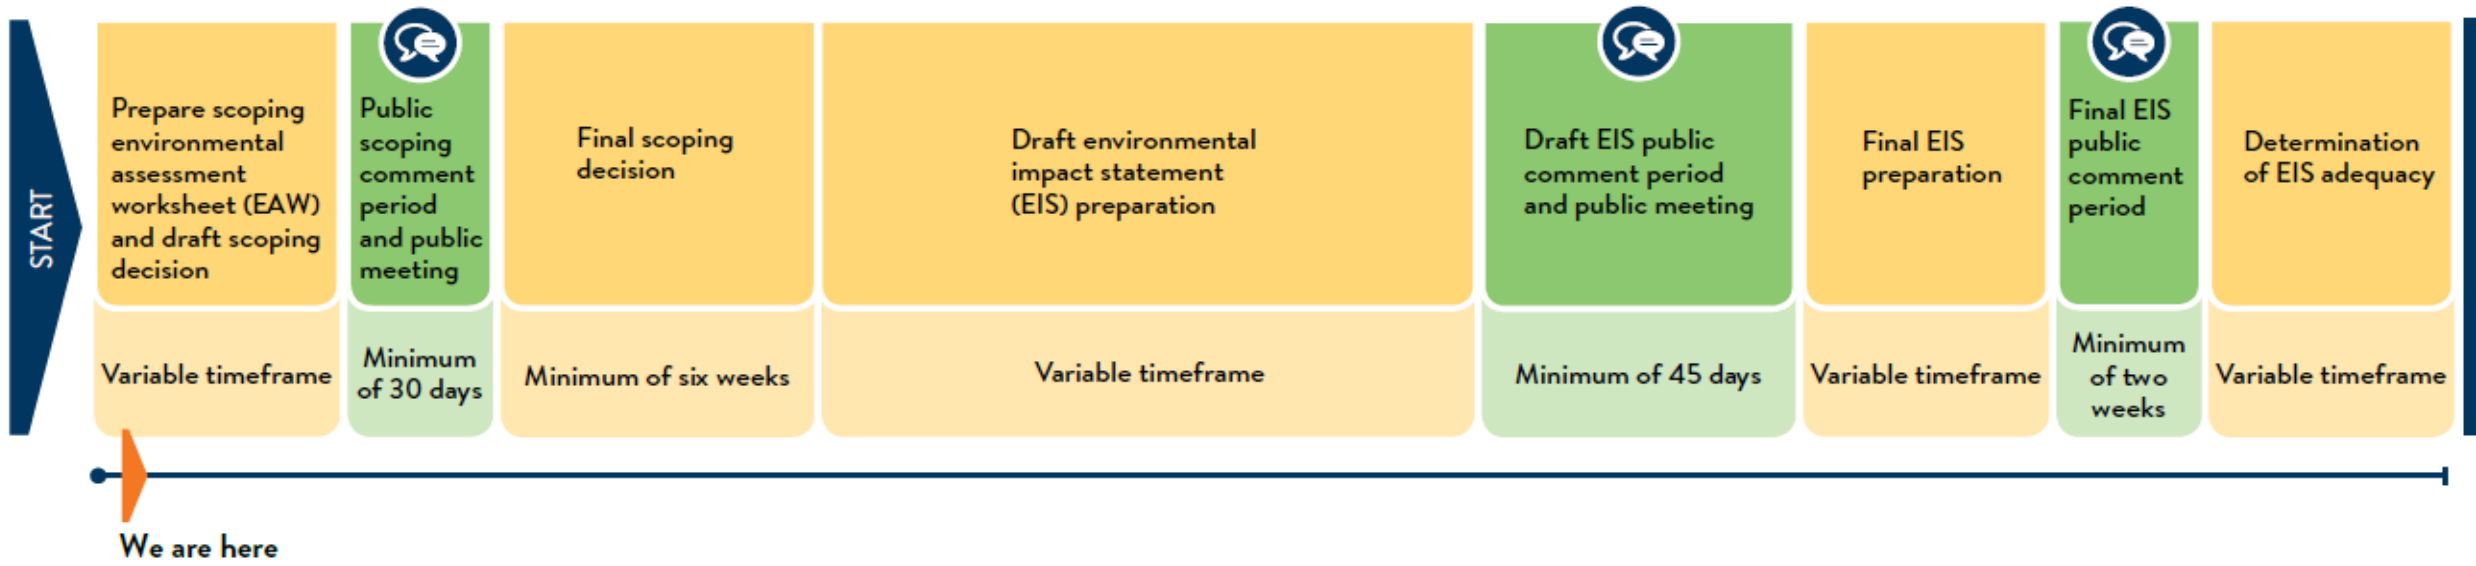 START
Prepare scoping
environmental
assessment
worksheet (EAW)
and draft scoping
decision
Variable timeframe
Public
scoping
comment
period
and public
meeting
Minimum
of 30 days
Final scoping
decision
Minimum of six weeks
Draft environmental
impact statement
(EIS) preparation
Variable timeframe
Draft EIS public
comment period
and public meeting
Minimum of 45 days
Final EIS
preparation
Variable timeframe
Final EIS
public
comment
period
Minimum
of two
weeks
Determination
of EIS adequacy
Variable timeframe
We are here